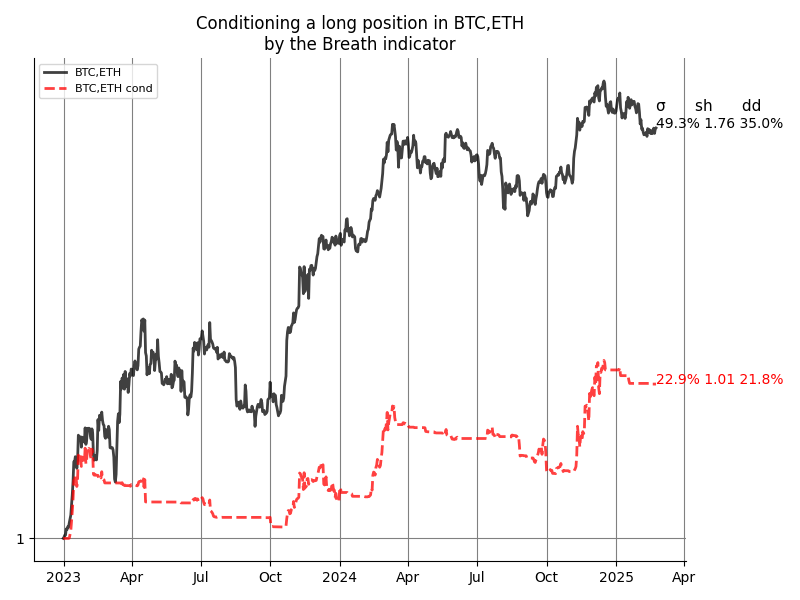 Conditioning a long position in BTC,ETH
by the Breath indicator
BTC,ETH
BTC,ETH cond
σ sh dd
49.3% 1.76 35.0%
22.9% 1.01 21.8%
1
2023 Apr Jul Oct 2024 Apr Jul Oct 2025 Apr